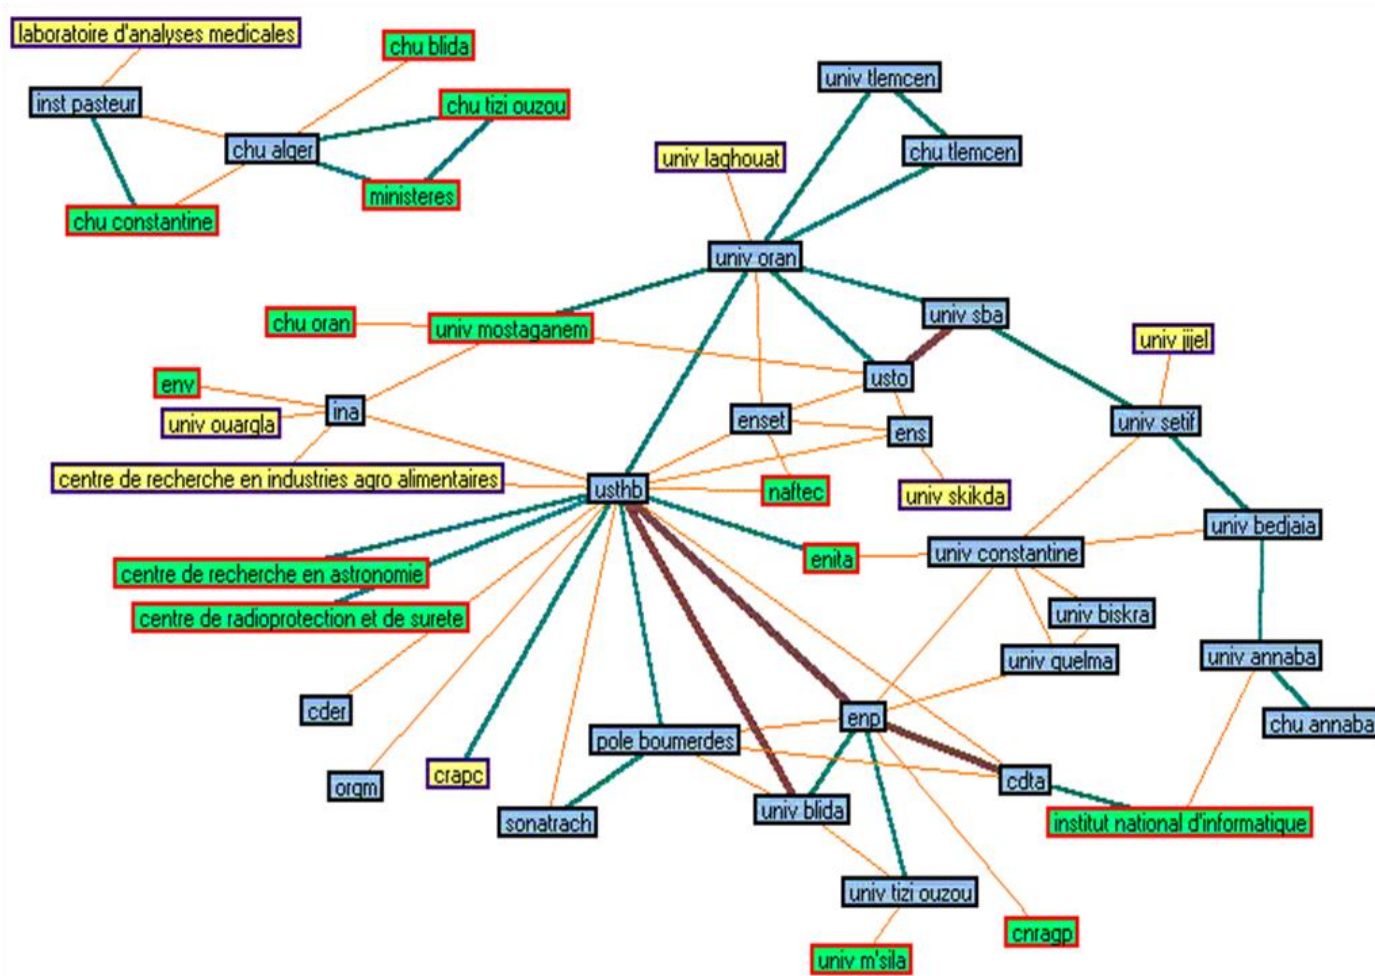 laboratoire d'analyses medicales
chu blida
univ tlemcen
inst pasteur
chu tizi ouzou
chu alger
chu tlemcen
univ laghouat
ministeres
chu constantine
univ oran
univ sba
chu oran
univ mostaganem
univ jijel
usto
env
ina
univ ouargla
enset
ens
univ setif
centre de recherche en industries agro alimentaires
usthb
naftec
univ skikda
univ bedjaia
enita
univ constantine
centre de recherche en astronomie
centre de radioprotection et de surete
univ biskra
univ guelma
univ annaba
cder
enp
chu annaba
pole boumerdes
crapc
orgm
cdta
sonatrach
univ blida
institut national d'informatique
univ tizi ouzou
cnragp
univ m'sila